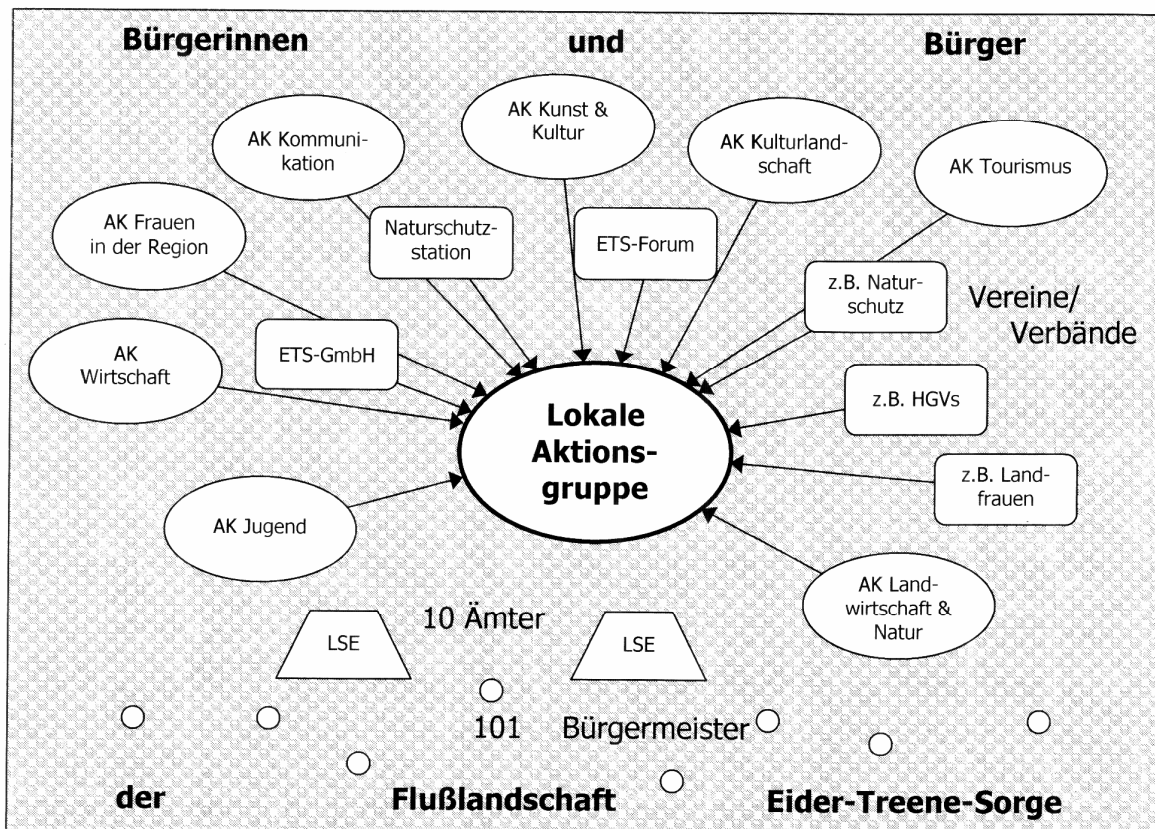 Bürgerinnen und Bürger
AK Kunst &
Kultur
AK Kommuni-
kation
AK Kulturland-
schaft
AK Tourismus
AK Frauen
in der Region
Naturschutz-
station
ETS-Forum
z.B. Natur-
schutz
Vereine/
Verbände
AK
Wirtschaft
ETS-GmbH
z.B. HGVs
Lokale
Aktions-
gruppe
z.B. Land-
frauen
AK Jugend
AK Land-
wirtschaft &
Natur
10 Ämter
LSE
LSE
101 Bürgermeister
der Flußlandschaft Eider-Treene-Sorge